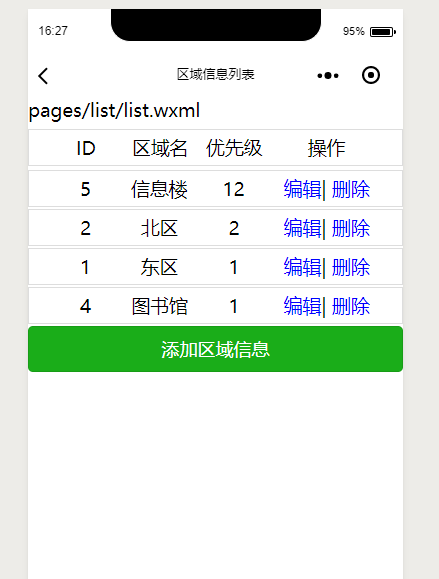 16:27 95%
区域信息列表
pages/list/list.wxml
ID 区域名 优先级 操作
5 信息楼 12 编辑| 删除
2 北区 2 编辑| 删除
1 东区 1 编辑| 删除
4 图书馆 1 编辑| 删除
添加区域信息